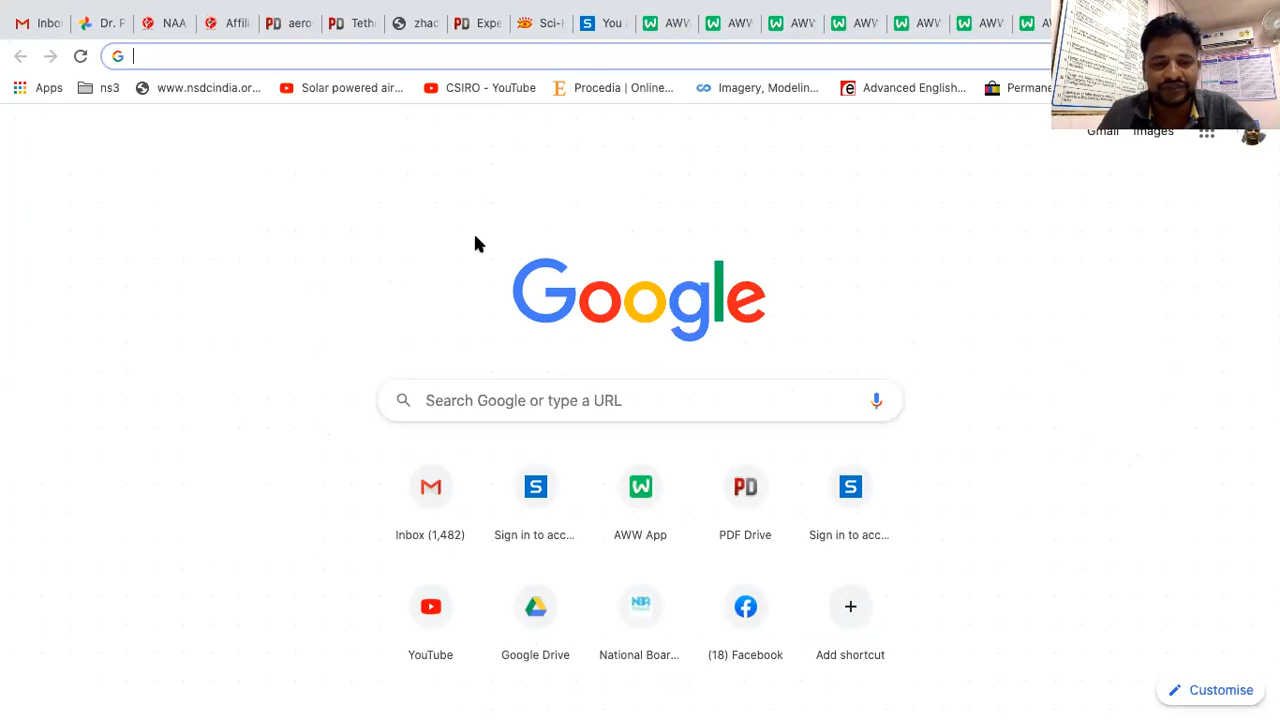 Inbo
Dr. P
NAA
Affili
aero
Teth
zhac
Expe
Sci-
You
AWW
AWV
AWV
AWV
AWV
AWV
Apps
ns3
www.nsdcindia.or...
Solar powered air...
CSIRO - YouTube
Procedia | Online...
Imagery, Modelin...
Advanced English...
Perman
Gmail
Images
Google
Search Google or type a URL
Inbox (1,482)
Sign in to acc...
AWW App
PDF Drive
Sign in to acc...
YouTube
Google Drive
National Boar...
(18) Facebook
Add shortcut
Customise